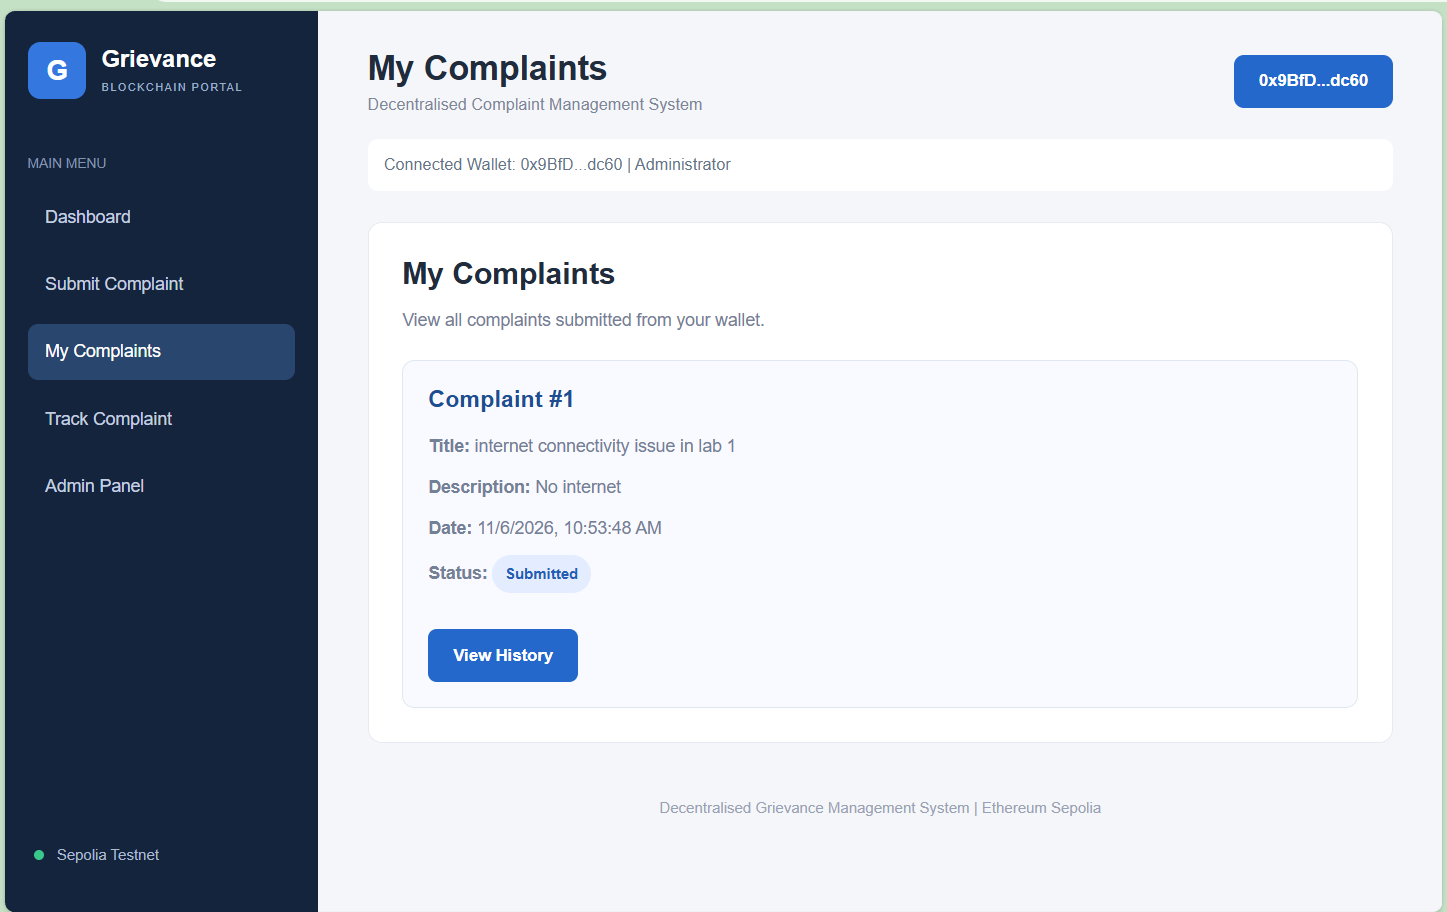 G
Grievance
BLOCKCHAIN PORTAL
MAIN MENU
Dashboard
Submit Complaint
My Complaints
Track Complaint
Admin Panel
Sepolia Testnet
My Complaints
Decentralised Complaint Management System
0x9BfD...dc60
Connected Wallet: 0x9BfD...dc60 | Administrator
My Complaints
View all complaints submitted from your wallet.
Complaint #1
Title: internet connectivity issue in lab 1
Description: No internet
Date: 11/6/2026, 10:53:48 AM
Status: Submitted
View History
Decentralised Grievance Management System | Ethereum Sepolia